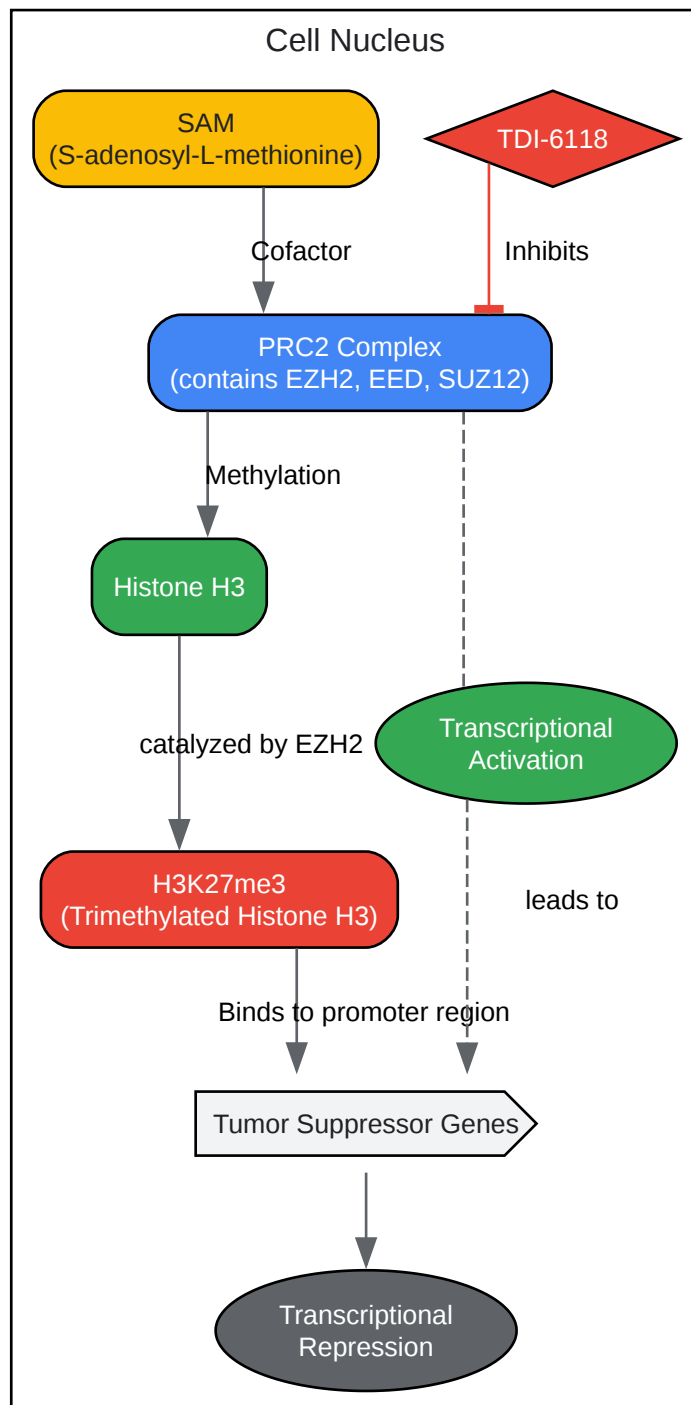 Cell Nucleus
SAM
(S-adenosyl-L-methionine)
TDI-6118
Cofactor
Inhibits
PRC2 Complex
(contains EZH2, EED, SUZ12)
Methylation
Histone H3
catalyzed by EZH2
Transcriptional
Activation
H3K27me3
(Trimethylated Histone H3)
leads to
Binds to promoter region
Tumor Suppressor Genes
Transcriptional
Repression